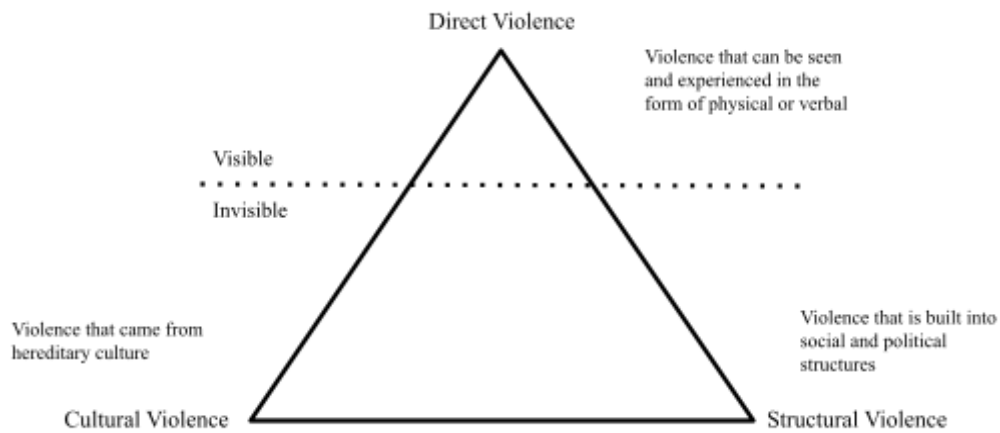 Direct Violence
Violence that can be seen
and experienced in the
form of physical or verbal
Visible
Invisible
Violence that came from
hereditary culture
Violence that is built into
social and political
structures
Cultural Violence
Structural Violence